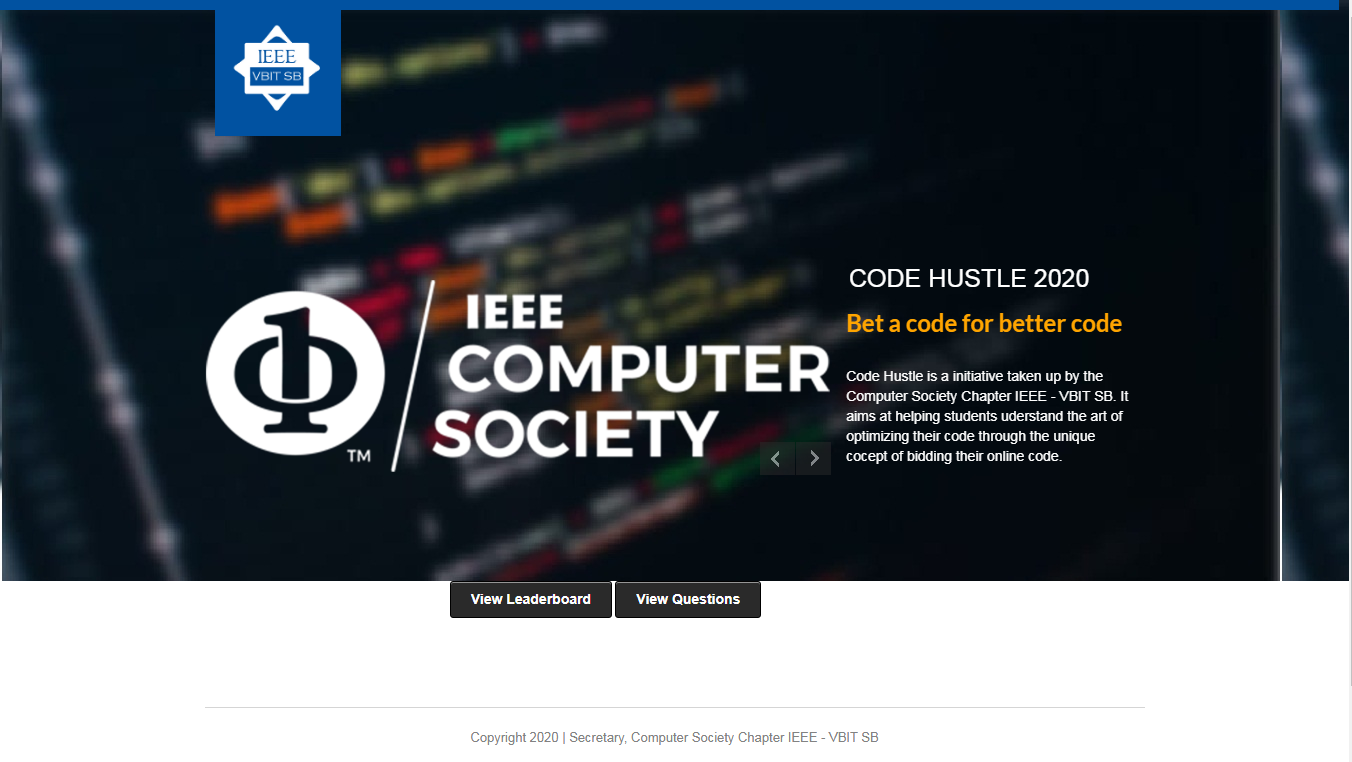 IEEE
VBIT SB
CODE HUSTLE 2020
Bet a code for better code
IEEE
COMPUTER
SOCIETY
TM
Code Hustle is a initiative taken up by the
Computer Society Chapter IEEE - VBIT SB. It
aims at helping students uderstand the art of
optimizing their code through the unique
cocept of bidding their online code.
View Leaderboard
View Questions
Copyright 2020 | Secretary, Computer Society Chapter IEEE - VBIT SB